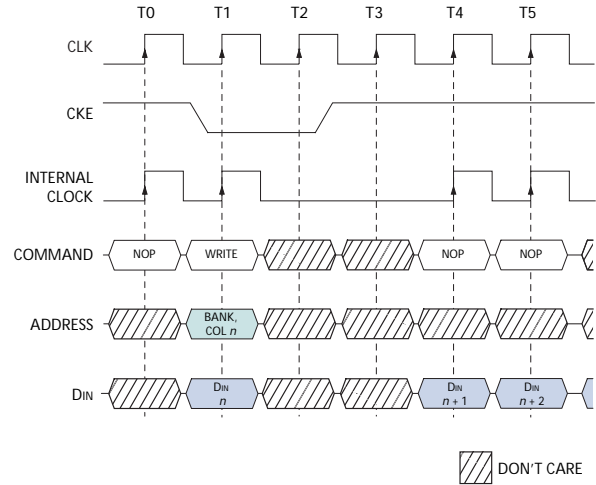 T0 T1 T2 T3 T4 T5
CLK
CKE
INTERNAL
CLOCK
COMMAND NOP WRITE NOP NOP
ADDRESS BANK,
COL n
DIN DIN
n DIN
n + 1 DIN
n + 2
DON'T CARE